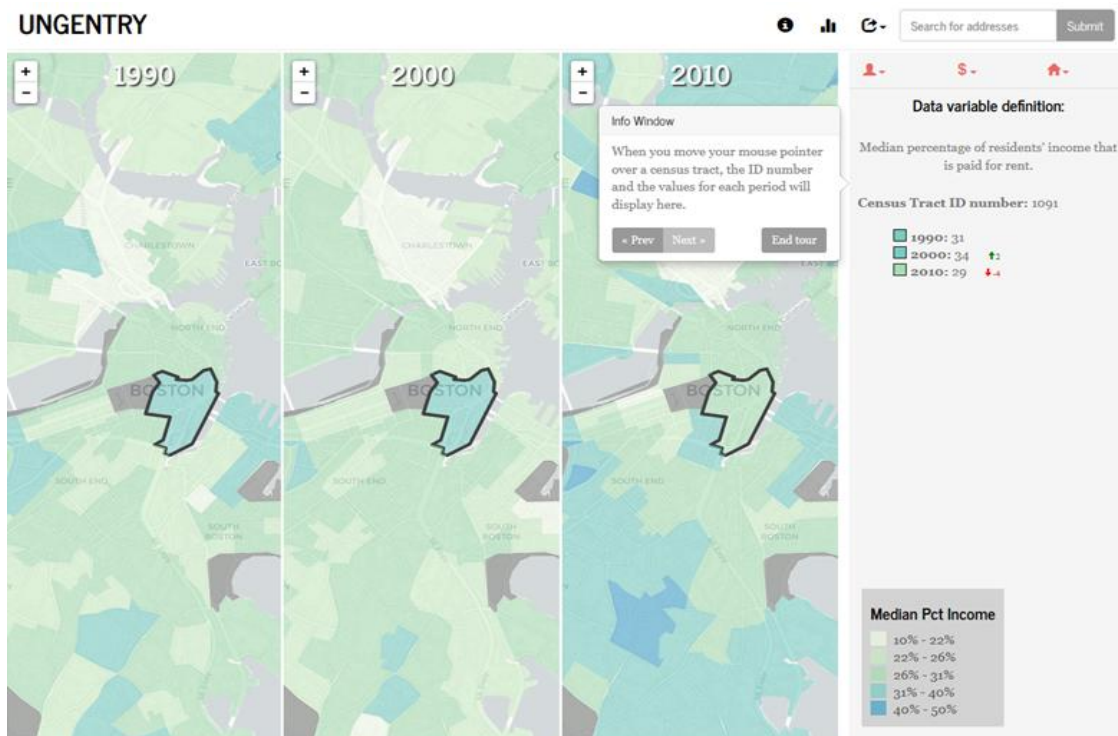 UNGENTRY
Search for addresses
Submit
+
−
1990
+
−
2000
+
−
2010
$
Info Window
When you move your mouse pointer
over a census tract, the ID number
and the values for each period will
display here.
« Prev
Next »
End tour
Data variable definition:
Median percentage of residents' income that
is paid for rent.
Census Tract ID number: 1091
1990: 31
2000: 34
2010: 29
CHARLESTOWN
EAST BO
NORTH END
BOSTON
SOUTH END
SOUTH
BOSTON
CHARLESTOWN
EAST BO
NORTH END
BOSTON
SOUTH END
SOUTH
BOSTON
NORTH END
BOSTON
SOUTH END
SOUTH
BOSTON
Median Pct Income
10% - 22%
22% - 26%
26% - 31%
31% - 40%
40% - 50%